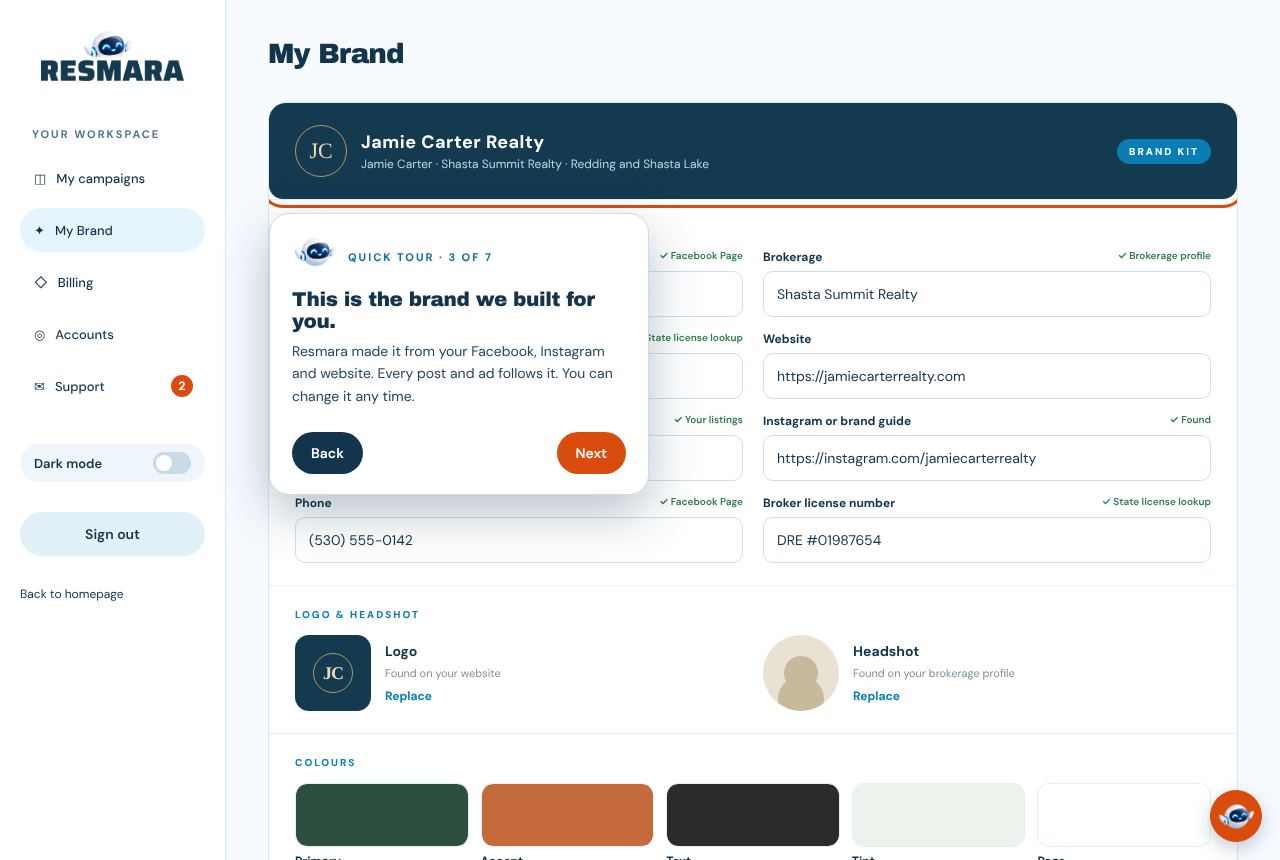 RESMARA
YOUR WORKSPACE
My campaigns
My Brand
Billing
Accounts
Support
2
Dark mode
Sign out
Back to homepage
My Brand
JC
Jamie Carter Realty
Jamie Carter · Shasta Summit Realty · Redding and Shasta Lake
BRAND KIT
QUICK TOUR · 3 OF 7
This is the brand we built for
you.
Resmara made it from your Facebook, Instagram
and website. Every post and ad follows it. You can
change it any time.
Back
Next
✓ Facebook Page
Brokerage
✓ Brokerage profile
Shasta Summit Realty
State license lookup
Website
https://jamiecarterrealty.com
✓ Your listings
Instagram or brand guide
✓ Found
https://instagram.com/jamiecarterrealty
Phone
✓ Facebook Page
(530) 555-0142
Broker license number
✓ State license lookup
DRE #01987654
LOGO & HEADSHOT
JC
Logo
Found on your website
Replace
Headshot
Found on your brokerage profile
Replace
COLOURS
Primary
Accent
Text
Tint
Page